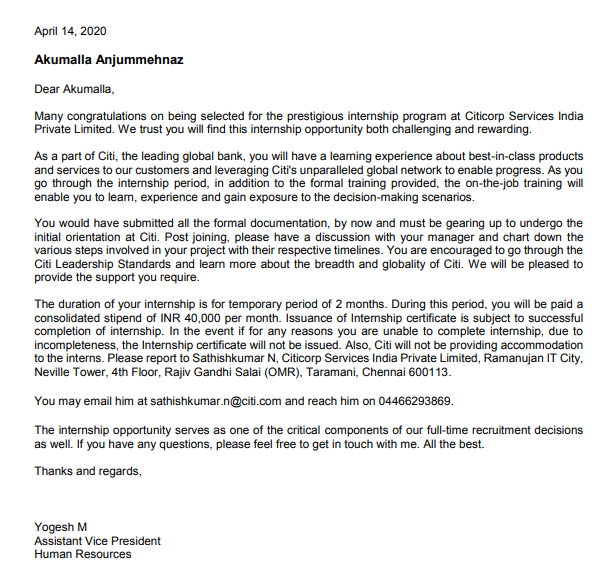 April 14, 2020
Akumalla Anjummehnaz
Dear Akumalla,
Many congratulations on being selected for the prestigious internship program at Citicorp Services India
Private Limited. We trust you will find this internship opportunity both challenging and rewarding.
As a part of Citi, the leading global bank, you will have a learning experience about best-in-class products
and services to our customers and leveraging Citi's unparalleled global network to enable progress. As you
go through the internship period, in addition to the formal training provided, the on-the-job training will
enable you to learn, experience and gain exposure to the decision-making scenarios.
You would have submitted all the formal documentation, by now and must be gearing up to undergo the
initial orientation at Citi. Post joining, please have a discussion with your manager and chart down the
various steps involved in your project with their respective timelines. You are encouraged to go through the
Citi Leadership Standards and learn more about the breadth and globality of Citi. We will be pleased to
provide the support you require.
The duration of your internship is for temporary period of 2 months. During this period, you will be paid a
consolidated stipend of INR 40,000 per month. Issuance of Internship certificate is subject to successful
completion of internship. In the event if for any reasons you are unable to complete internship, due to
incompleteness, the Internship certificate will not be issued. Also, Citi will not be providing accommodation
to the interns. Please report to Sathishkumar N, Citicorp Services India Private Limited, Ramanujan IT City,
Neville Tower, 4th Floor, Rajiv Gandhi Salai (OMR), Taramani, Chennai 600113.
You may email him at sathishkumar.n@citi.com and reach him on 04466293869.
The internship opportunity serves as one of the critical components of our full-time recruitment decisions
as well. If you have any questions, please feel free to get in touch with me. All the best.
Thanks and regards,
Yogesh M
Assistant Vice President
Human Resources